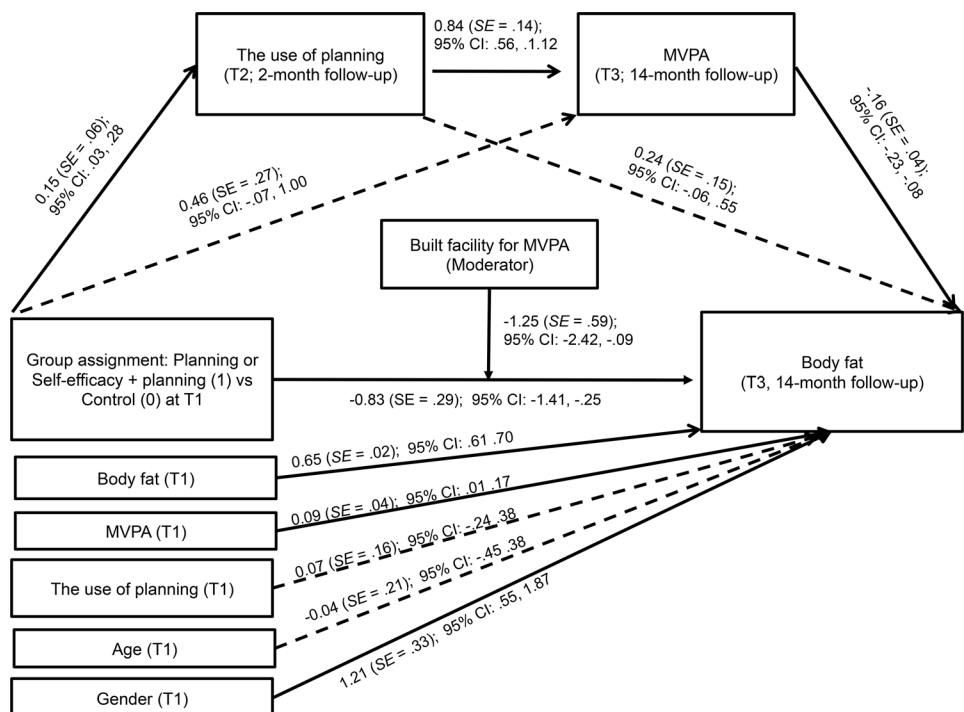 0.84 (SE = .14);
95% CI: .56, .1.12
The use of planning
(T2; 2-month follow-up)
MVPA
(T3; 14-month follow-up)
0.15 (SE = .06);
95% CI: .03, .28
0.46 (SE = .27);
95% CI: -.07, 1.00
0.24 (SE = .15);
95% CI: -.06, .55
-.16 (SE = .04);
95% CI: -.23, -.08
Built facility for MVPA
(Moderator)
-1.25 (SE = .59);
95% CI: -2.42, -.09
Group assignment: Planning or
Self-efficacy + planning (1) vs
Control (0) at T1
Body fat
(T3, 14-month follow-up)
-0.83 (SE = .29); 95% CI: -1.41, -.25
Body fat (T1)
0.65 (SE = .02); 95% CI: .61 .70
MVPA (T1)
0.09 (SE = .04); 95% CI: .01 .17
The use of planning (T1)
0.07 (SE = .16); 95% CI: -.24 .38
Age (T1)
-0.04 (SE = .21); 95% CI: -.45 .38
Gender (T1)
1.21 (SE = .33); 95% CI: .55, 1.87